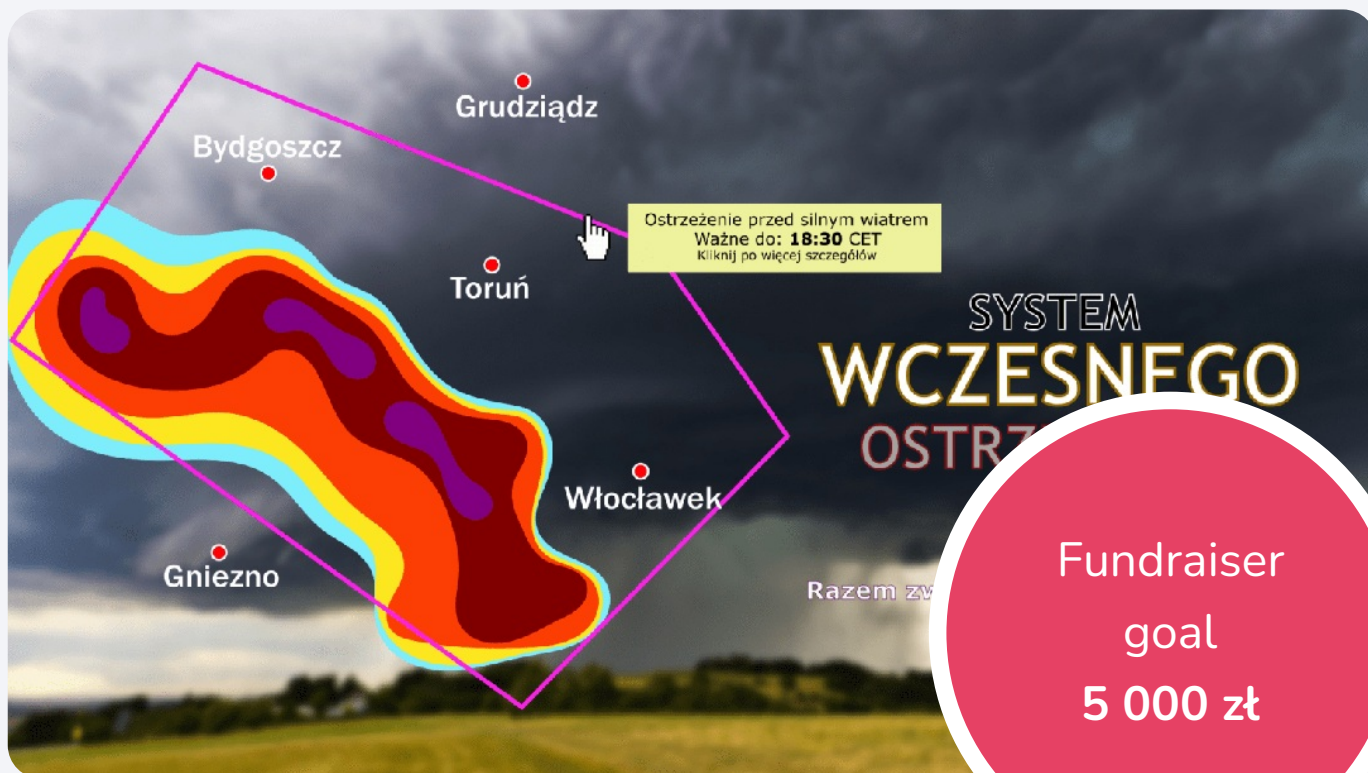 Grudziądz
Bydgoszcz
Ostrzeżenie przed silnym wiatrem
Ważne do: 18:30 CET
Kliknij po więcej szczegółów
Toruń
SYSTEM
WCZESNEGO
Włocławek
Gniezno
Razem
Fundraiser
goal
5 000 zł